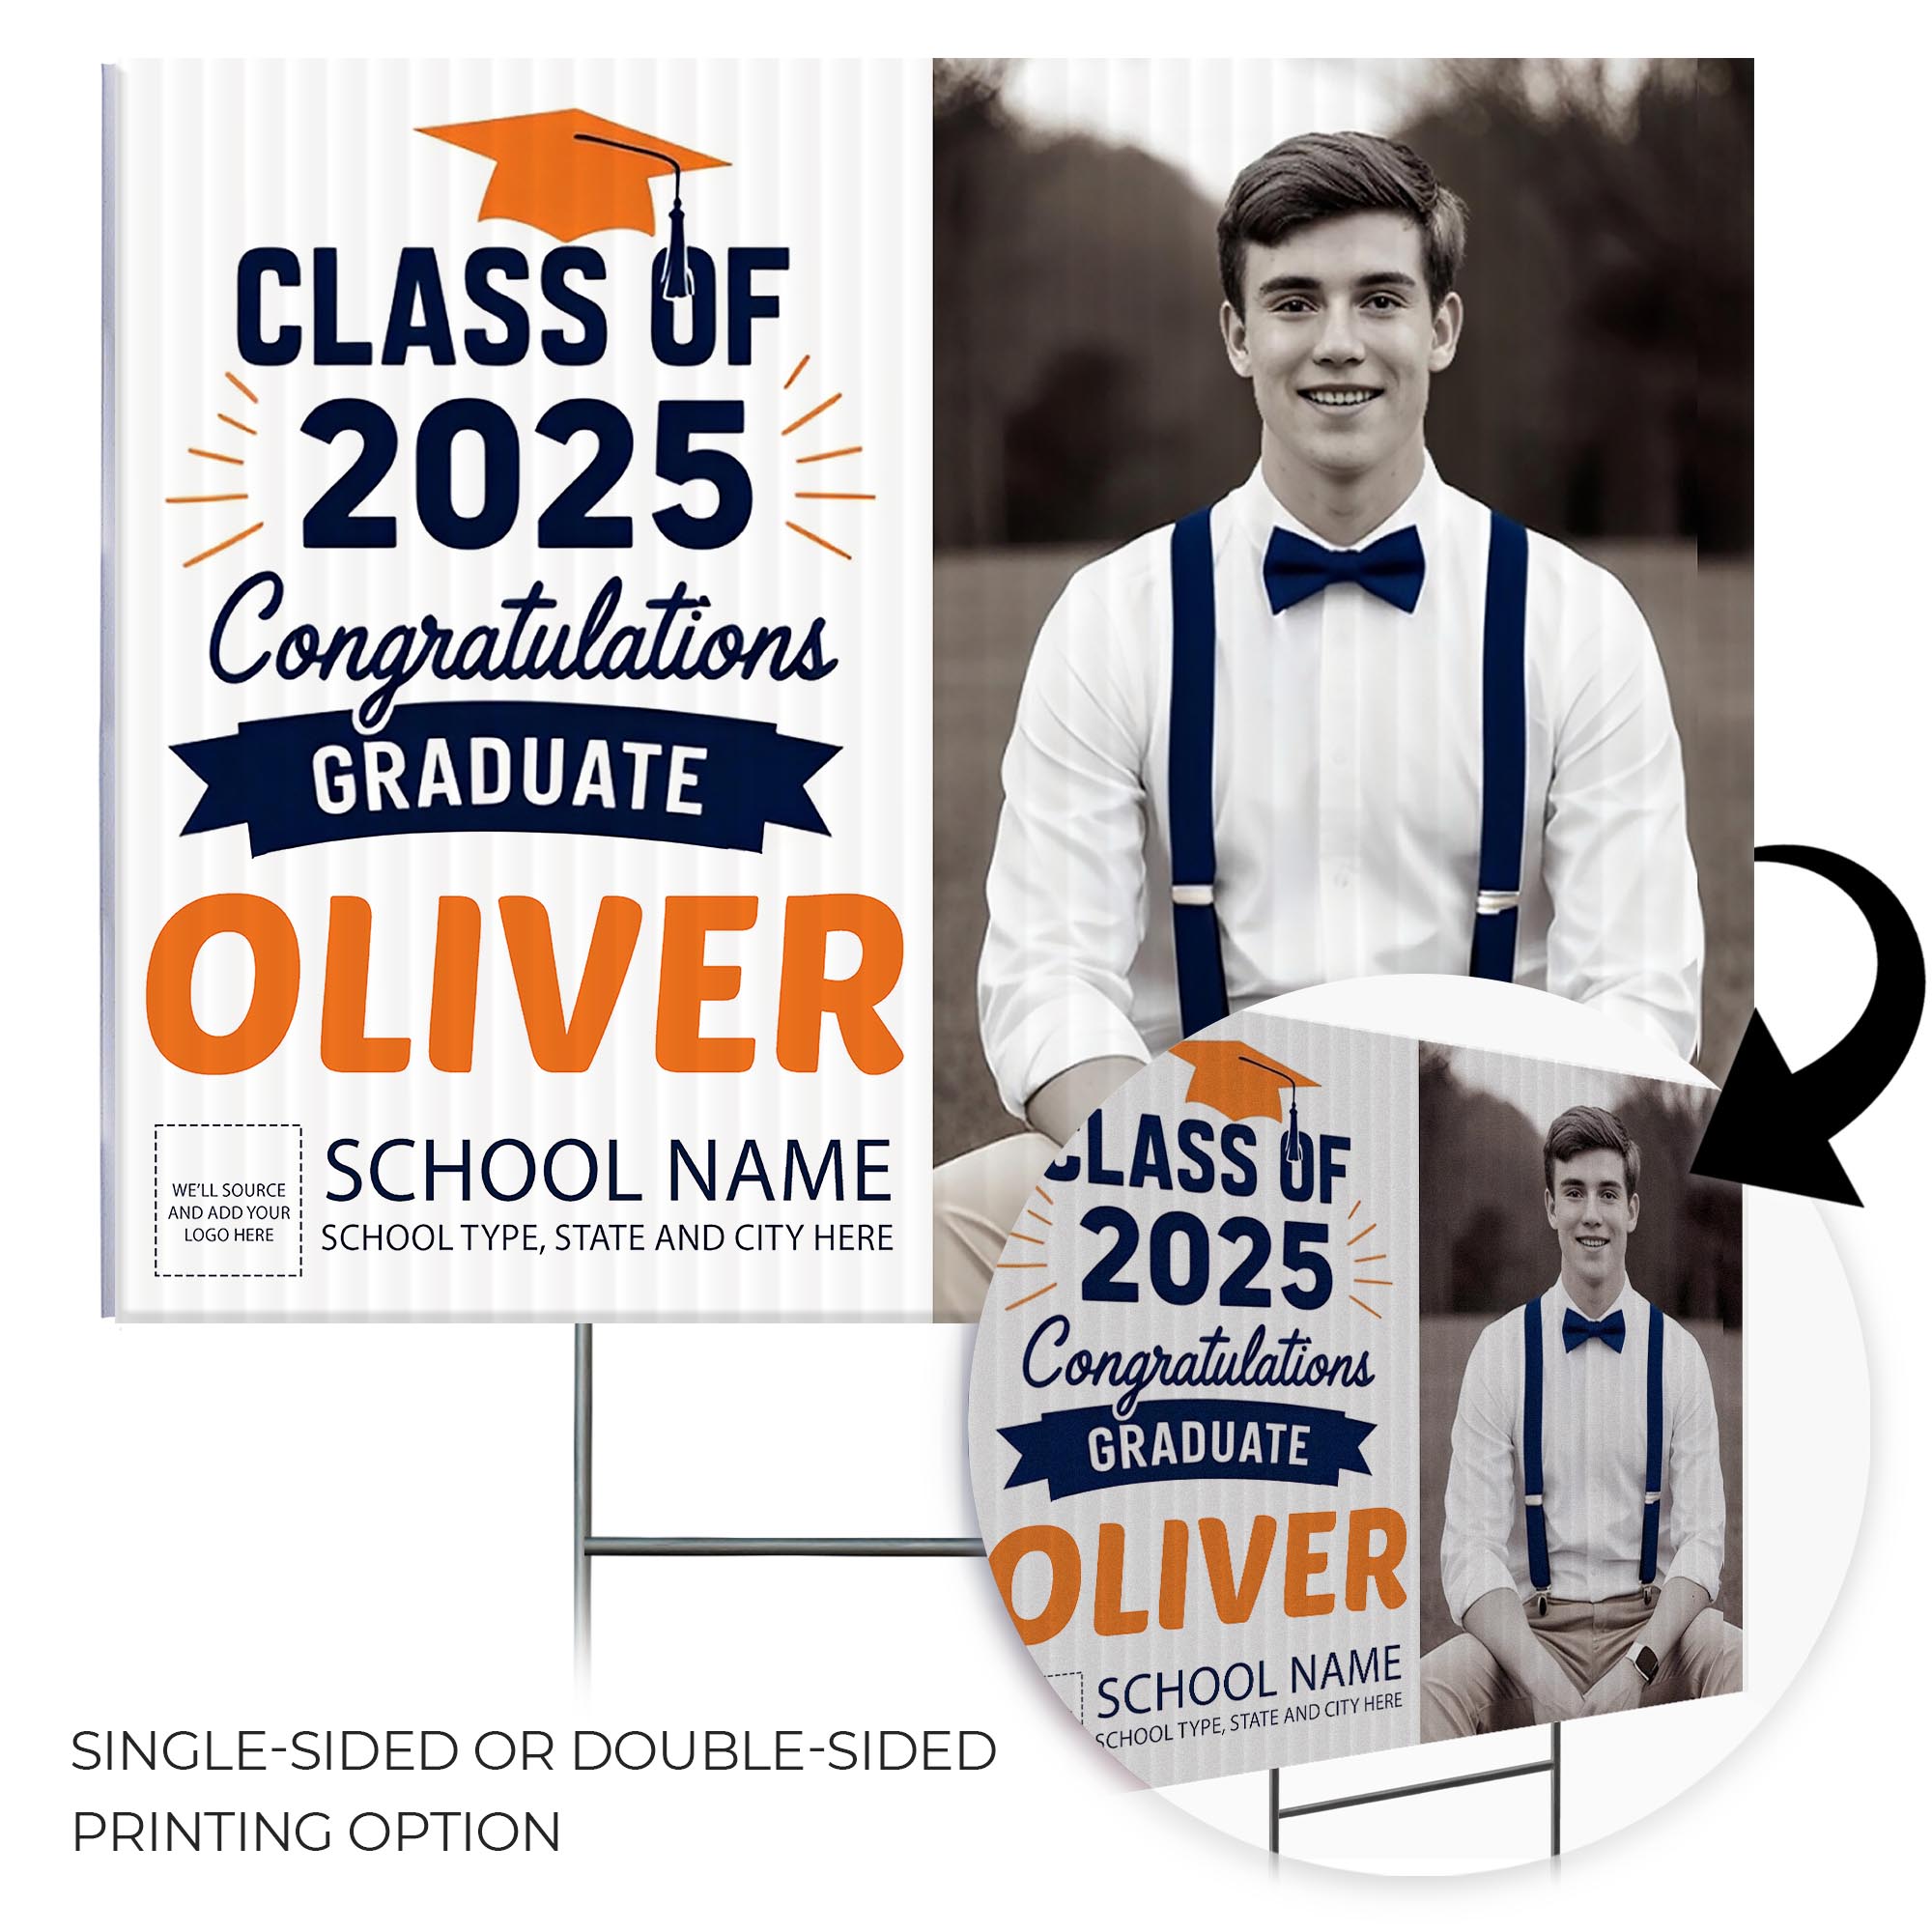 CLASS OF
2025
Congratulations
GRADUATE
OLIVER
WE'LL SOURCE
AND ADD YOUR
LOGO HERE
SCHOOL NAME
SCHOOL TYPE, STATE AND CITY HERE
CLASS OF
2025
Congratulations
GRADUATE
OLIVER
SCHOOL NAME
SCHOOL TYPE, STATE AND CITY HERE
SINGLE-SIDED OR DOUBLE-SIDED
PRINTING OPTION